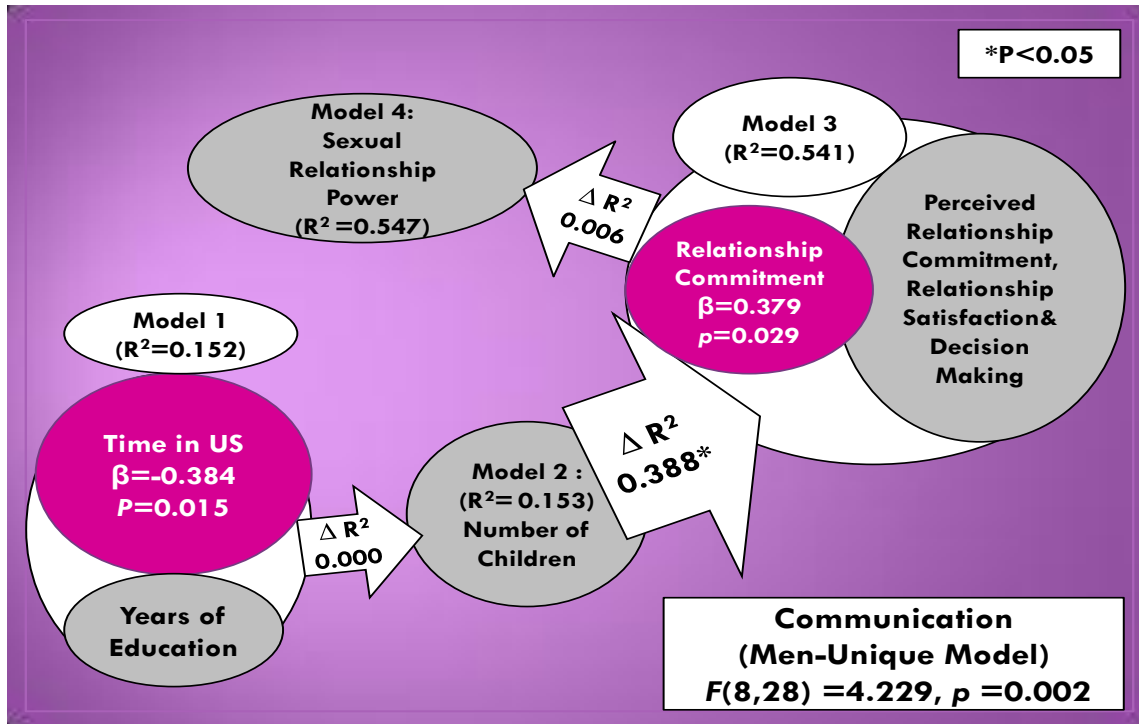 *P<0.05
Model 4:
Sexual
Relationship
Power
(R²=0.547)
Δ R²
0.006
Model 3
(R²=0.541)
Relationship
Commitment
β=0.379
p=0.029
Perceived
Relationship
Commitment,
Relationship
Satisfaction&
Decision
Making
Model 1
(R²=0.152)
Time in US
β=-0.384
P=0.015
Years of
Education
Δ R²
0.000
Model 2 :
(R²= 0.153)
Number of
Children
Δ R²
0.388*
Communication
(Men-Unique Model)
F(8,28) =4.229, p =0.002